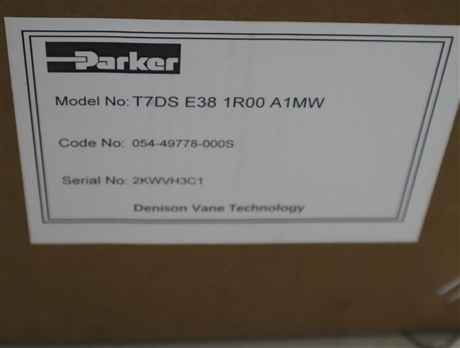 Parker
Model No: T7DS E38 1R00 A1MW
Code No: 054-49778-000S
Serial No: 2KWVH3C1
Denison Vane Technology